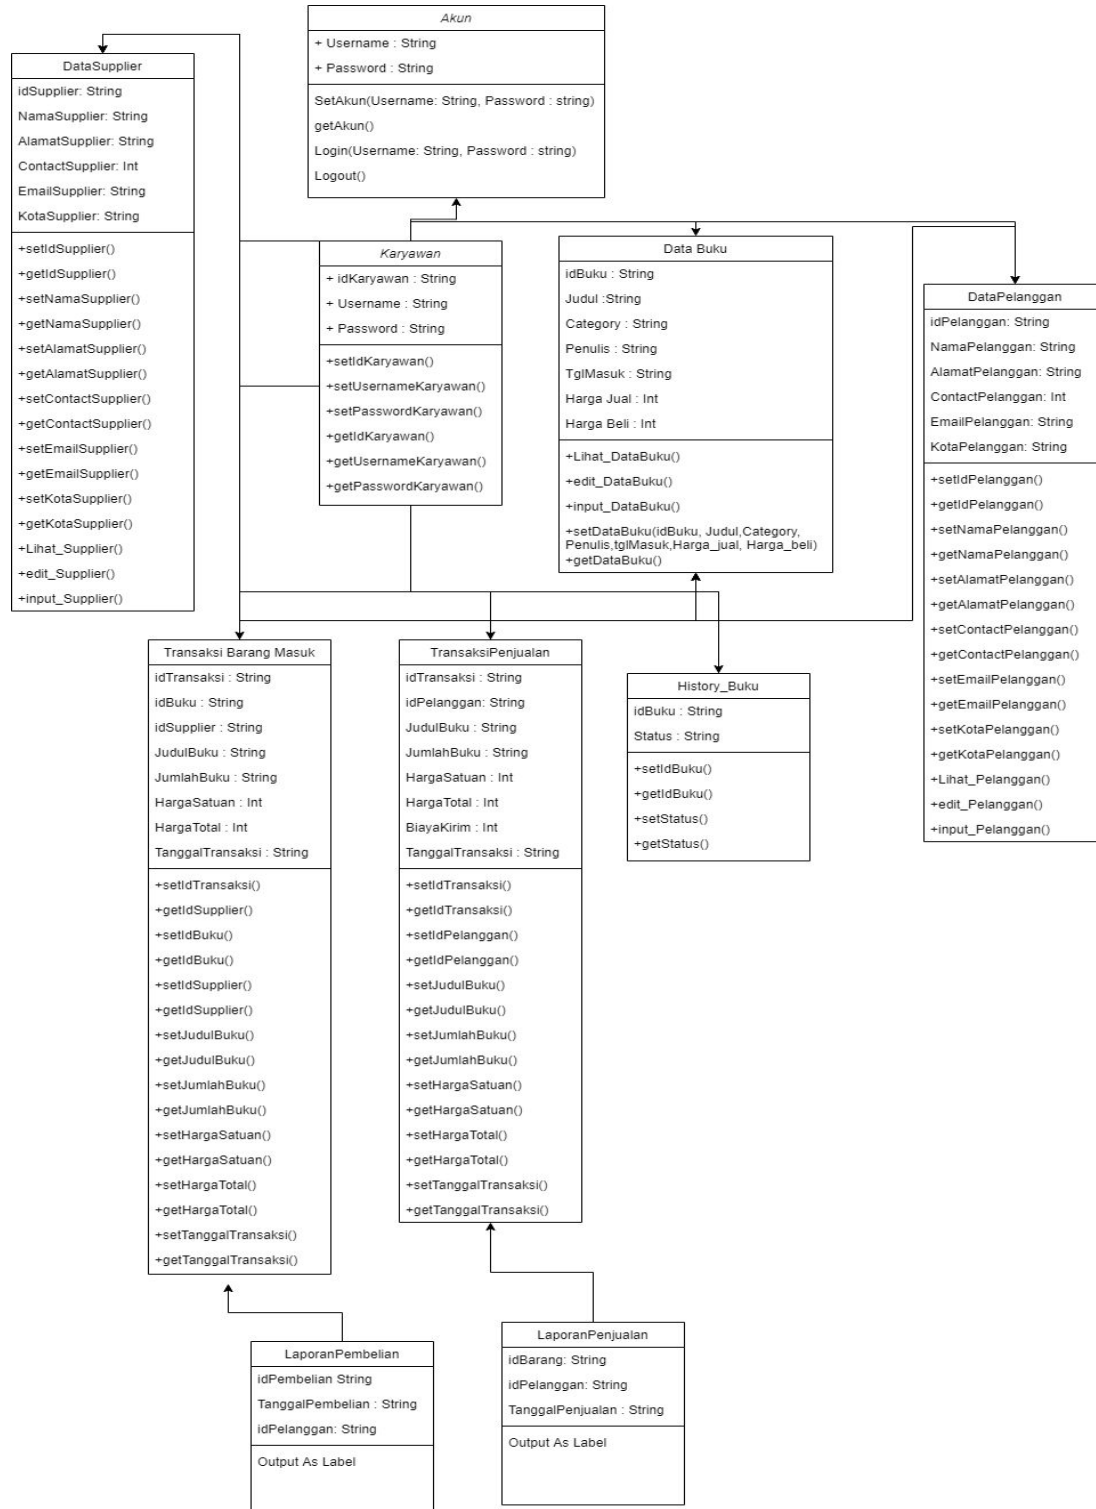 Akun
+ Username : String
+ Password : String
SetAkun(Username: String, Password : string)
getAkun()
Login(Username: String, Password : string)
Logout()
DataSupplier
idSupplier: String
NamaSupplier: String
AlamatSupplier: String
ContactSupplier: Int
EmailSupplier: String
KotaSupplier: String
+setIdSupplier()
+getIdSupplier()
+setNamaSupplier()
+getNamaSupplier()
+setAlamatSupplier()
+getAlamatSupplier()
+setContactSupplier()
+getContactSupplier()
+setEmailSupplier()
+getEmailSupplier()
+setKotaSupplier()
+getKotaSupplier()
+Lihat_Supplier()
+edit_Supplier()
+input_Supplier()
Karyawan
+ idKaryawan : String
+ Username : String
+ Password : String
+setIdKaryawan()
+setUsernameKaryawan()
+setPasswordKaryawan()
+getIdKaryawan()
+getUsernameKaryawan()
+getPasswordKaryawan()
Data Buku
idBuku : String
Judul :String
Category : String
Penulis : String
TglMasuk : String
Harga Jual : Int
Harga Beli : Int
+Lihat_DataBuku()
+edit_DataBuku()
+input_DataBuku()
+setDataBuku(idBuku, Judul,Category,
Penulis,tglMasuk,Harga_jual, Harga_beli)
+getDataBuku()
DataPelanggan
idPelanggan: String
NamaPelanggan: String
AlamatPelanggan: String
ContactPelanggan: Int
EmailPelanggan: String
KotaPelanggan: String
+setIdPelanggan()
+getIdPelanggan()
+setNamaPelanggan()
+getNamaPelanggan()
+setAlamatPelanggan()
+getAlamatPelanggan()
+setContactPelanggan()
+getContactPelanggan()
+setEmailPelanggan()
+getEmailPelanggan()
+setKotaPelanggan()
+getKotaPelanggan()
+Lihat_Pelanggan()
+edit_Pelanggan()
+input_Pelanggan()
Transaksi Barang Masuk
idTransaksi : String
idBuku : String
idSupplier : String
JudulBuku : String
JumlahBuku : String
HargaSatuan : Int
HargaTotal : Int
TanggalTransaksi : String
+setIdTransaksi()
+getIdSupplier()
+setIdBuku()
+getIdBuku()
+setIdSupplier()
+getIdSupplier()
+setJudulBuku()
+getJudulBuku()
+setJumlahBuku()
+getJumlahBuku()
+setHargaSatuan()
+getHargaSatuan()
+setHargaTotal()
+getHargaTotal()
+setTanggalTransaksi()
+getTanggalTransaksi()
TransaksiPenjualan
idTransaksi : String
idPelanggan: String
JudulBuku : String
JumlahBuku : String
HargaSatuan : Int
HargaTotal : Int
BiayaKirim : Int
TanggalTransaksi : String
+setIdTransaksi()
+getIdTransaksi()
+setIdPelanggan()
+getIdPelanggan()
+setJudulBuku()
+getJudulBuku()
+setJumlahBuku()
+getJumlahBuku()
+setHargaSatuan()
+getHargaSatuan()
+setHargaTotal()
+getHargaTotal()
+setTanggalTransaksi()
+getTanggalTransaksi()
History_Buku
idBuku : String
Status : String
+setIdBuku()
+getIdBuku()
+setStatus()
+getStatus()
LaporanPembelian
idPembelian String
TanggalPembelian : String
idPelanggan: String
Output As Label
LaporanPenjualan
idBarang: String
idPelanggan: String
TanggalPenjualan : String
Output As Label